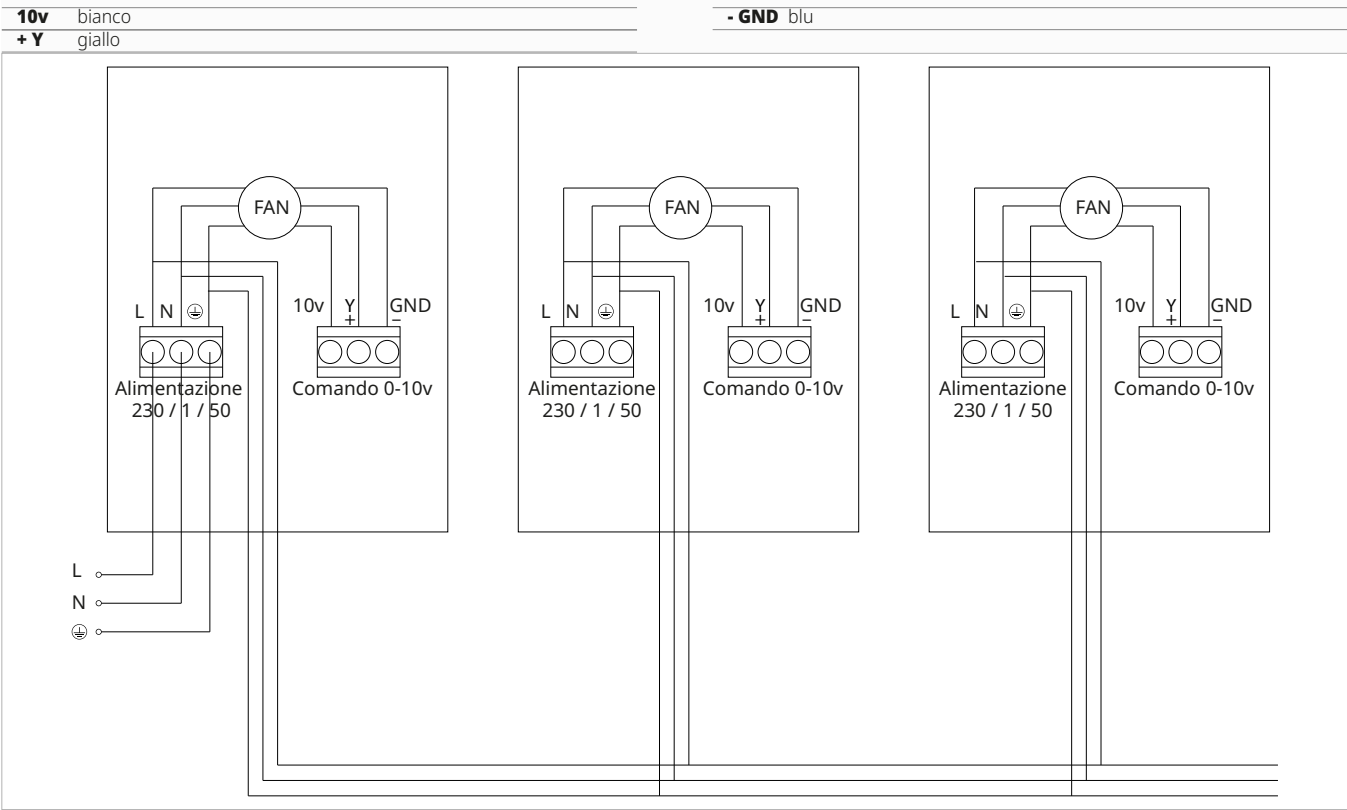 10v bianco
- GND blu
+ Y giallo
FAN
FAN
FAN
L N 10v Y GND
+ –
L N 10v Y GND
+ –
L N 10v Y GND
+ –
Alimentazione
230 / 1 / 50
Comando 0-10v
Alimentazione
230 / 1 / 50
Comando 0-10v
Alimentazione
230 / 1 / 50
Comando 0-10v
L
N